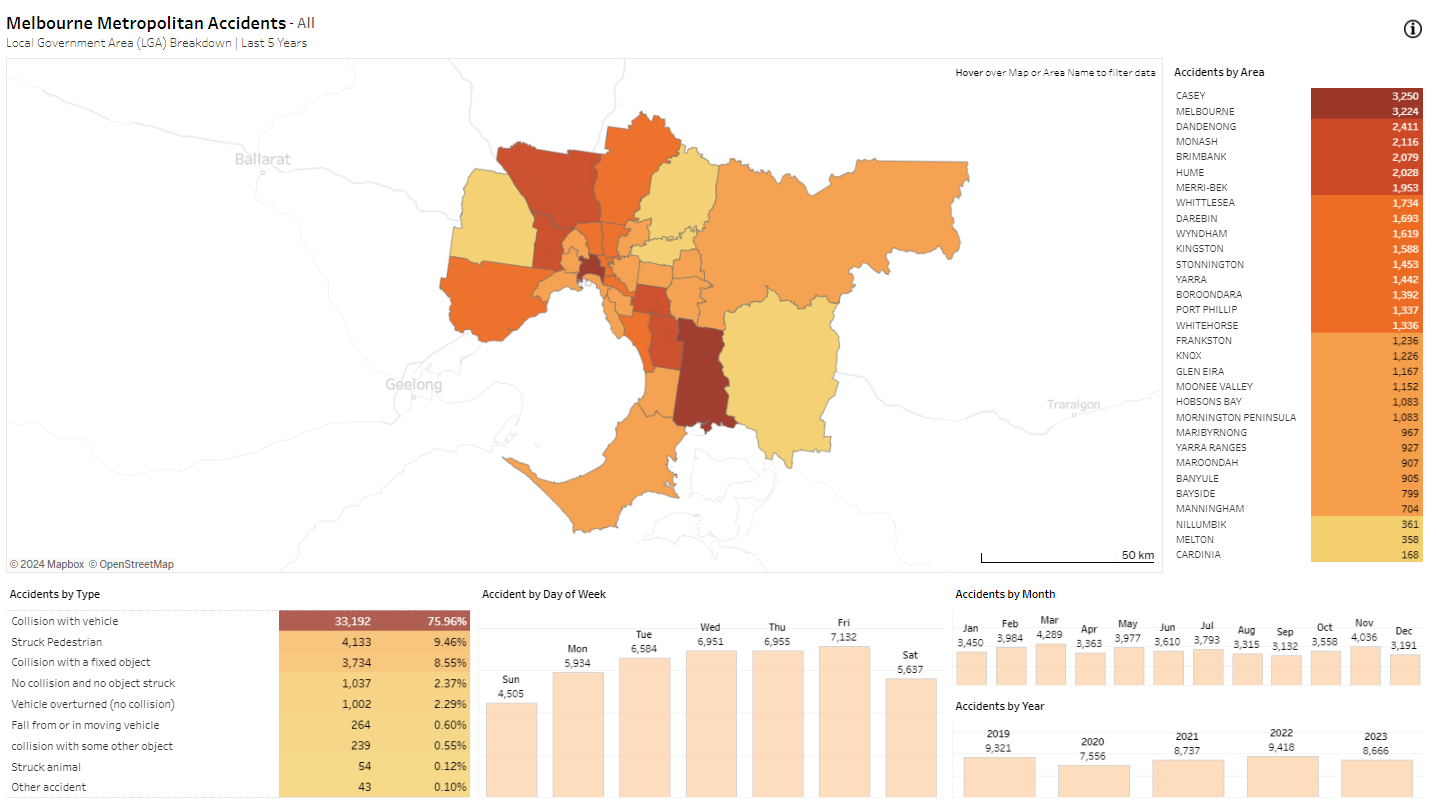 Melbourne Metropolitan Accidents - All
Local Government Area (LGA) Breakdown | Last 5 Years
Hover over Map or Area Name to filter data
Ballarat
Geelong
Traralgon
50 km
© 2024 Mapbox © OpenStreetMap
Accidents by Area
CASEY 3,250
MELBOURNE 3,224
DANDENONG 2,411
MONASH 2,116
BRIMBANK 2,079
HUME 2,028
MERRI-BEK 1,953
WHITTLESEA 1,734
DAREBIN 1,693
WYNDHAM 1,619
KINGSTON 1,588
STONNINGTON 1,453
YARRA 1,442
BOROONDARA 1,392
PORT PHILLIP 1,337
WHITEHORSE 1,336
FRANKSTON 1,236
KNOX 1,226
GLEN EIRA 1,167
MOONEE VALLEY 1,152
HOBSONS BAY 1,083
MORNINGTON PENINSULA 1,083
MARIBYRNONG 967
YARRA RANGES 927
MAROONDAH 907
BANYULE 905
BAYSIDE 799
MANNINGHAM 704
NILLUMBIK 361
MELTON 358
CARDINIA 168
Accidents by Type
Collision with vehicle 33,192 75.96%
Struck Pedestrian 4,133 9.46%
Collision with a fixed object 3,734 8.55%
No collision and no object struck 1,037 2.37%
Vehicle overturned (no collision) 1,002 2.29%
Fall from or in moving vehicle 264 0.60%
collision with some other object 239 0.55%
Struck animal 54 0.12%
Other accident 43 0.10%
Accident by Day of Week
Sun Mon Tue Wed Thu Fri Sat
4,505 5,934 6,584 6,951 6,955 7,132 5,637
Accidents by Month
Jan Feb Mar Apr May Jun Jul Aug Sep Oct Nov Dec
3,450 3,984 4,289 3,363 3,977 3,610 3,793 3,315 3,132 3,558 4,036 3,191
Accidents by Year
2019 2020 2021 2022 2023
9,321 7,556 8,737 9,418 8,666